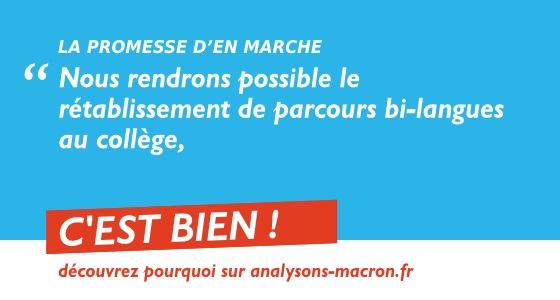 LA PROMESSE D’EN MARCHE
“ Nous rendrons possible le
rétablissement de parcours bi-langues
au collège,
C'EST BIEN !
découvrez pourquoi sur analysons-macron.fr